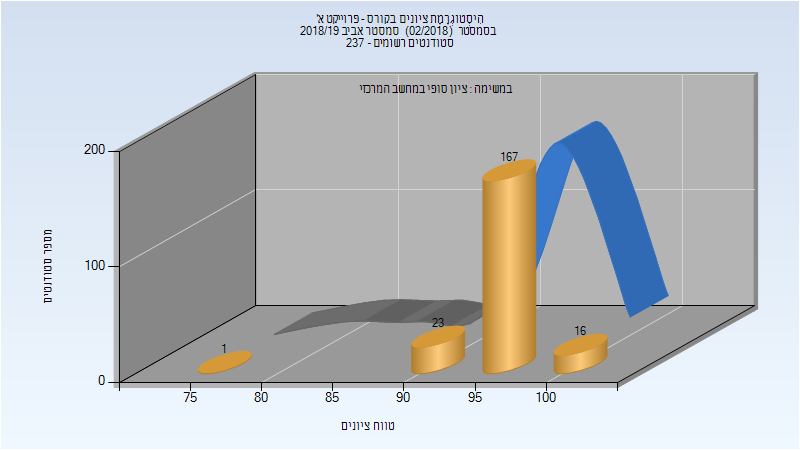 היסטוגרמת ציונים בקורס - פרוייקט א'
בסמסטר (02/2018) סמסטר אביב 2018/19
סטודנטים רשומים - 237
במשימה : ציון סופי במחשב המרכזי
מספר סטודנטים
200
100
0
1
23
167
16
75
80
85
90
95
100
טווח ציונים